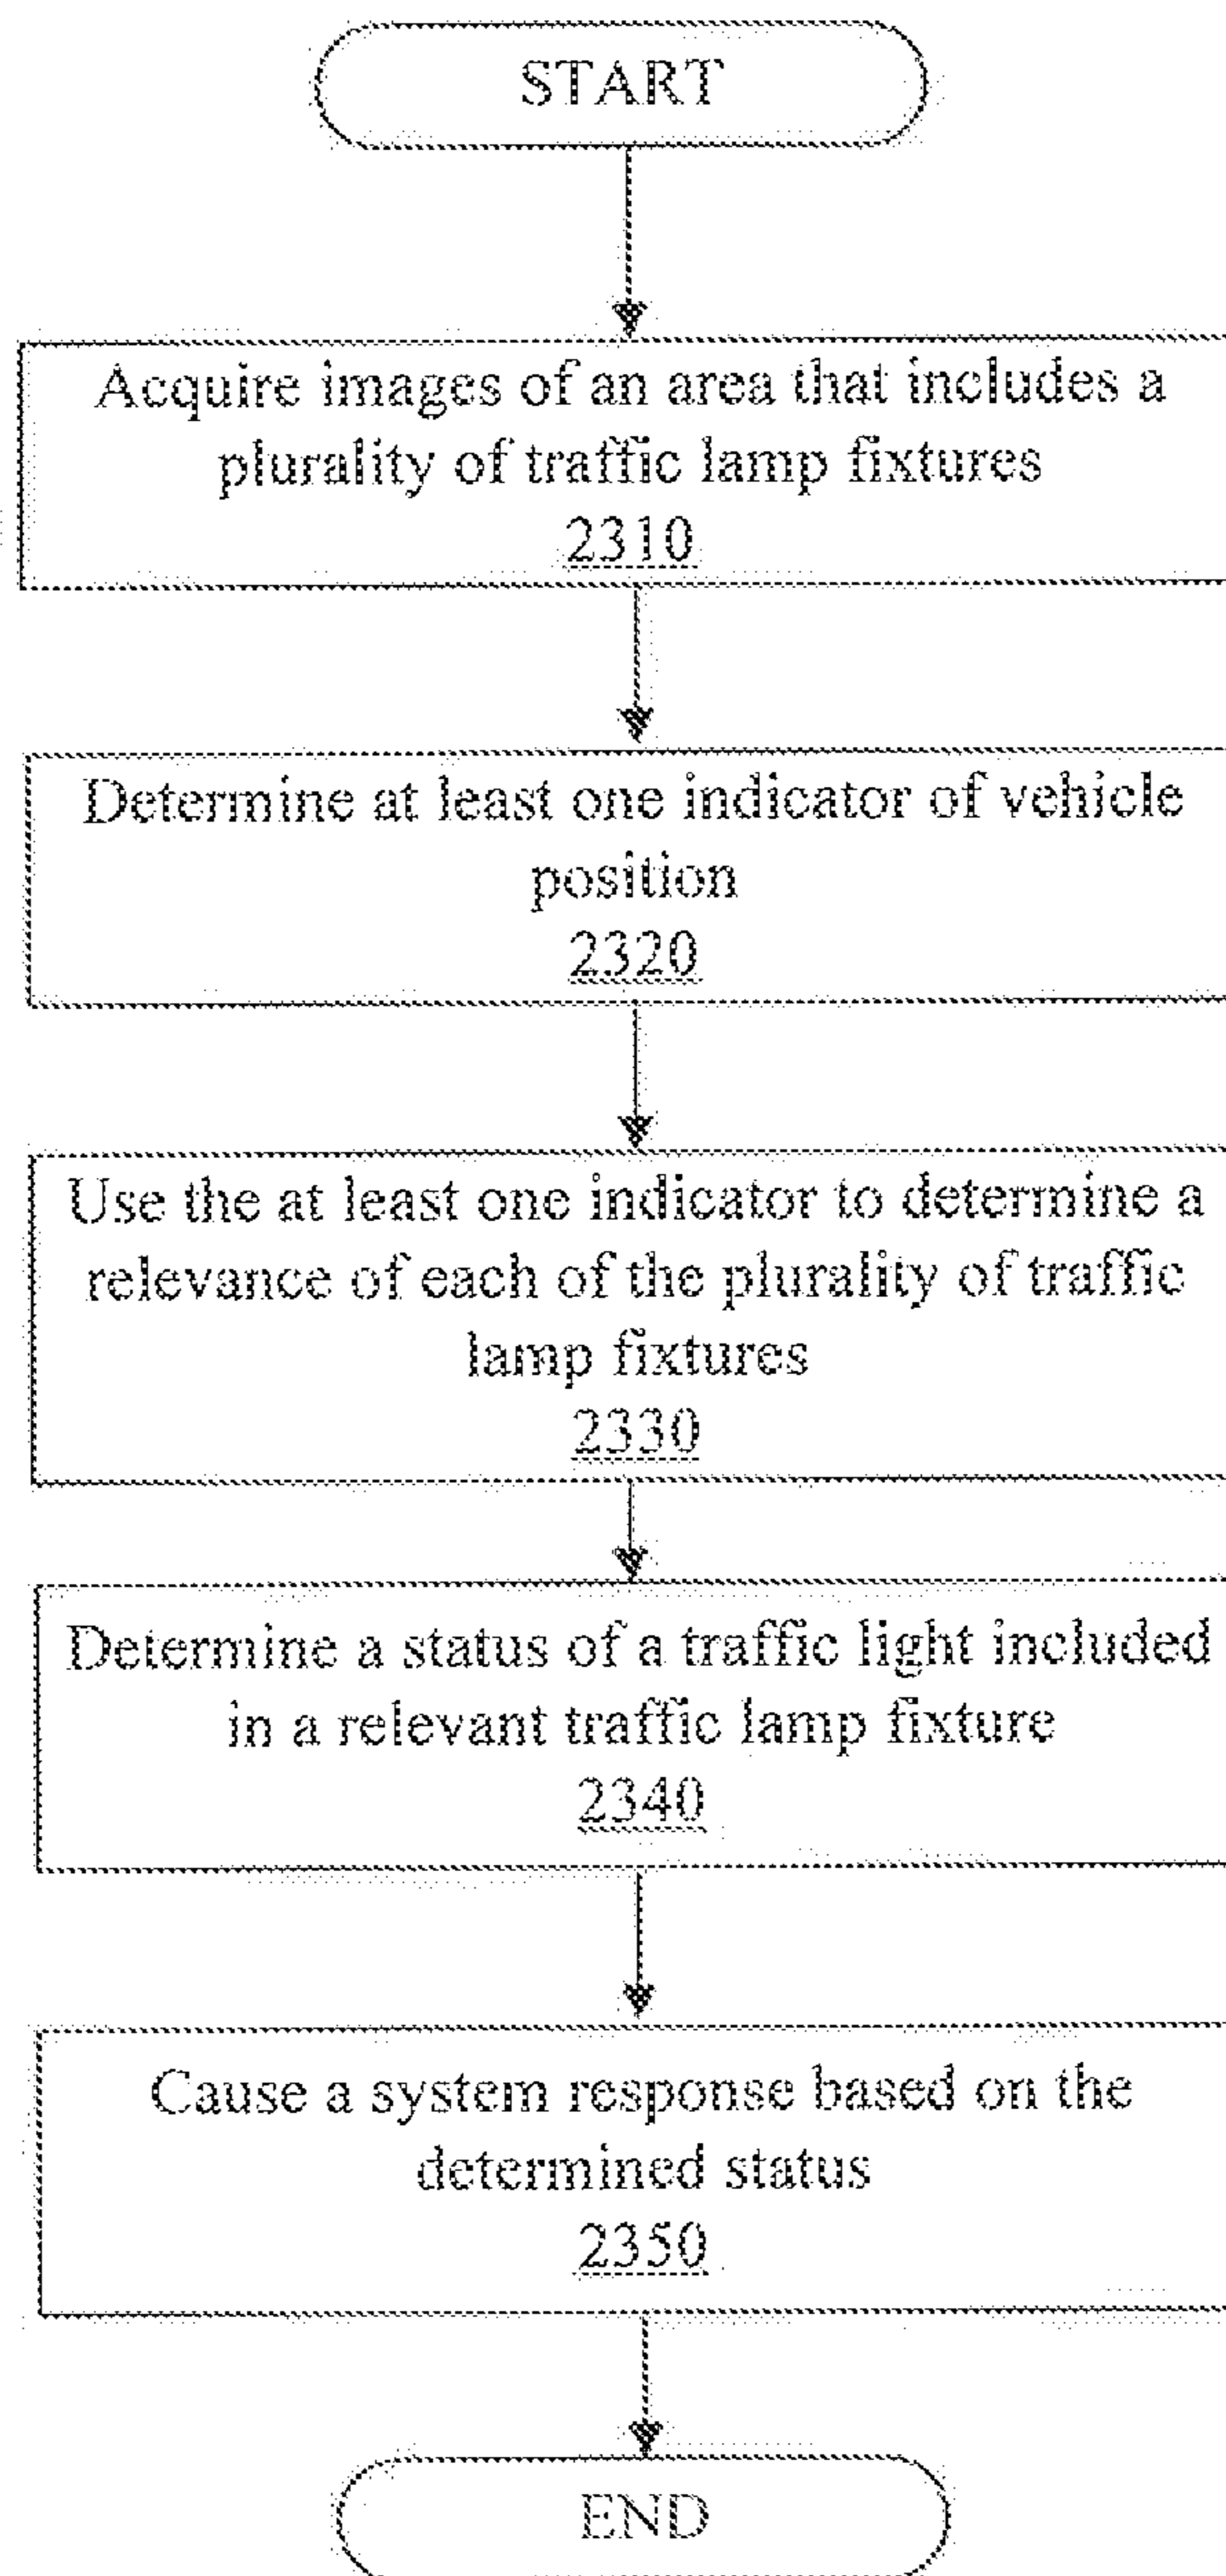 START
Acquire images of an area that includes a
plurality of traffic lamp fixtures
2310
Determine at least one indicator of vehicle
position
2320
Use the at least one indicator to determine a
relevance of each of the plurality of traffic
lamp fixtures
2330
Determine a status of a traffic light included
in a relevant traffic lamp fixture
2340
Cause a system response based on the
determined status
2350
END